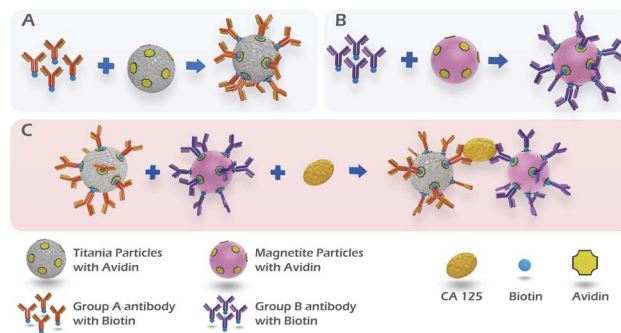 A
B
C
Titania Particles
with Avidin
Magnetite Particles
with Avidin
CA 125
Biotin
Avidin
Group A antibody
with Biotin
Group B antibody
with Biotin